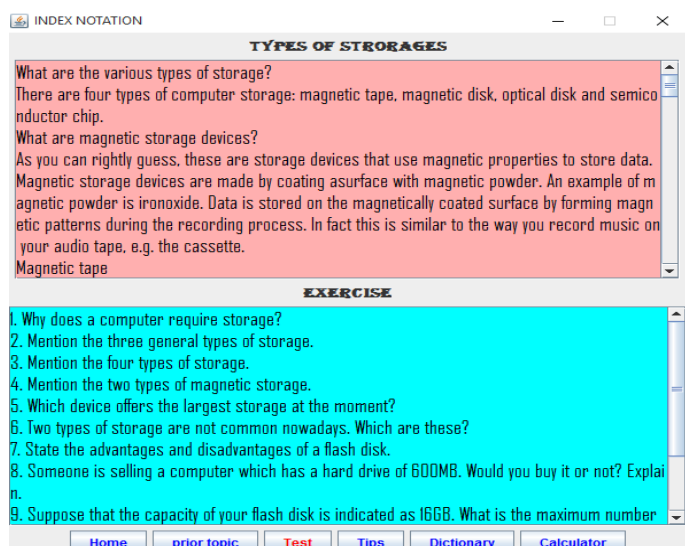 INDEX NOTATION
TYPES OF STRORAGES
What are the various types of storage?
There are four types of computer storage: magnetic tape, magnetic disk, optical disk and semico
nductor chip.
What are magnetic storage devices?
As you can rightly guess, these are storage devices that use magnetic properties to store data.
Magnetic storage devices are made by coating asurface with magnetic powder. An example of m
agnetic powder is ironoxide. Data is stored on the magnetically coated surface by forming magn
etic patterns during the recording process. In fact this is similar to the way you record music on
your audio tape, e.g. the cassette.
Magnetic tape
EXERCISE
1. Why does a computer require storage?
2. Mention the three general types of storage.
3. Mention the four types of storage.
4. Mention the two types of magnetic storage.
5. Which device offers the largest storage at the moment?
6. Two types of storage are not common nowadays. Which are these?
7. State the advantages and disadvantages of a flash disk.
8. Someone is selling a computer which has a hard drive of 600MB. Would you buy it or not? Explai
n.
9. Suppose that the capacity of your flash disk is indicated as 16GB. What is the maximum number
Home prior topic Test Tips Dictionary Calculator